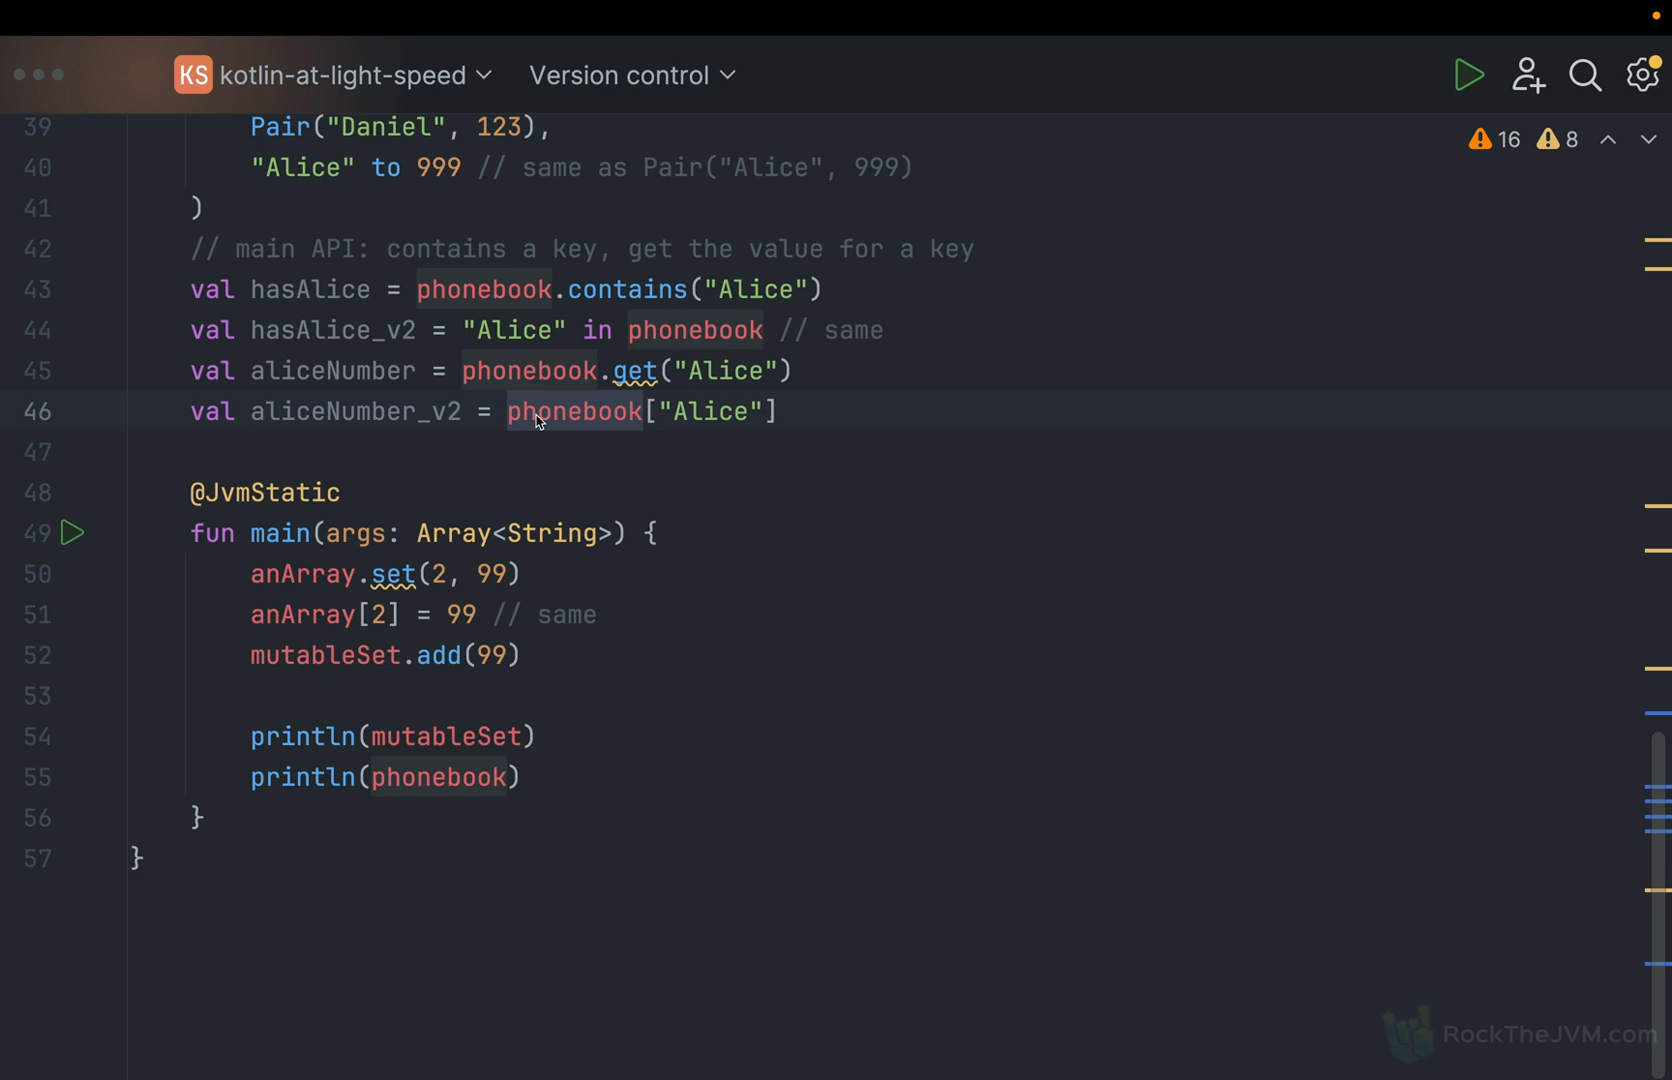 KS kotlin-at-light-speed Version control
39 Pair("Daniel", 123),
16 8
40 "Alice" to 999 // same as Pair("Alice", 999)
41 )
42 // main API: contains a key, get the value for a key
43 val hasAlice = phonebook.contains("Alice")
44 val hasAlice_v2 = "Alice" in phonebook // same
45 val aliceNumber = phonebook.get("Alice")
46 val aliceNumber_v2 = phonebook["Alice"]
47
48 @JvmStatic
49 fun main(args: Array<String>) {
50 anArray.set(2, 99)
51 anArray[2] = 99 // same
52 mutableSet.add(99)
53
54 println(mutableSet)
55 println(phonebook)
56 }
57 }
RockTheJVM.com